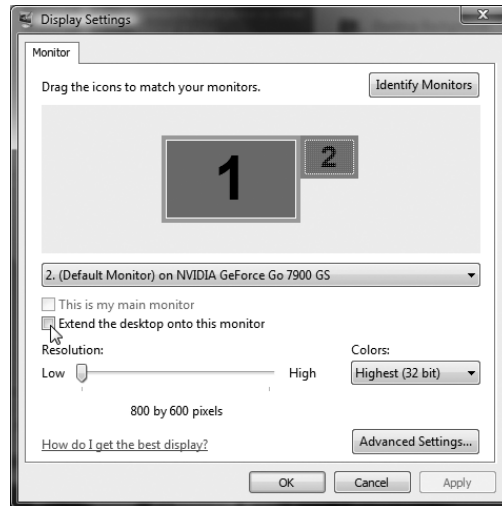 Display Settings
Monitor
Drag the icons to match your monitors.
Identify Monitors
1
2
2. (Default Monitor) on NVIDIA GeForce Go 7900 GS
This is my main monitor
Extend the desktop onto this monitor
Resolution:
Colors:
Low
High
Highest (32 bit)
800 by 600 pixels
How do I get the best display?
Advanced Settings...
OK
Cancel
Apply